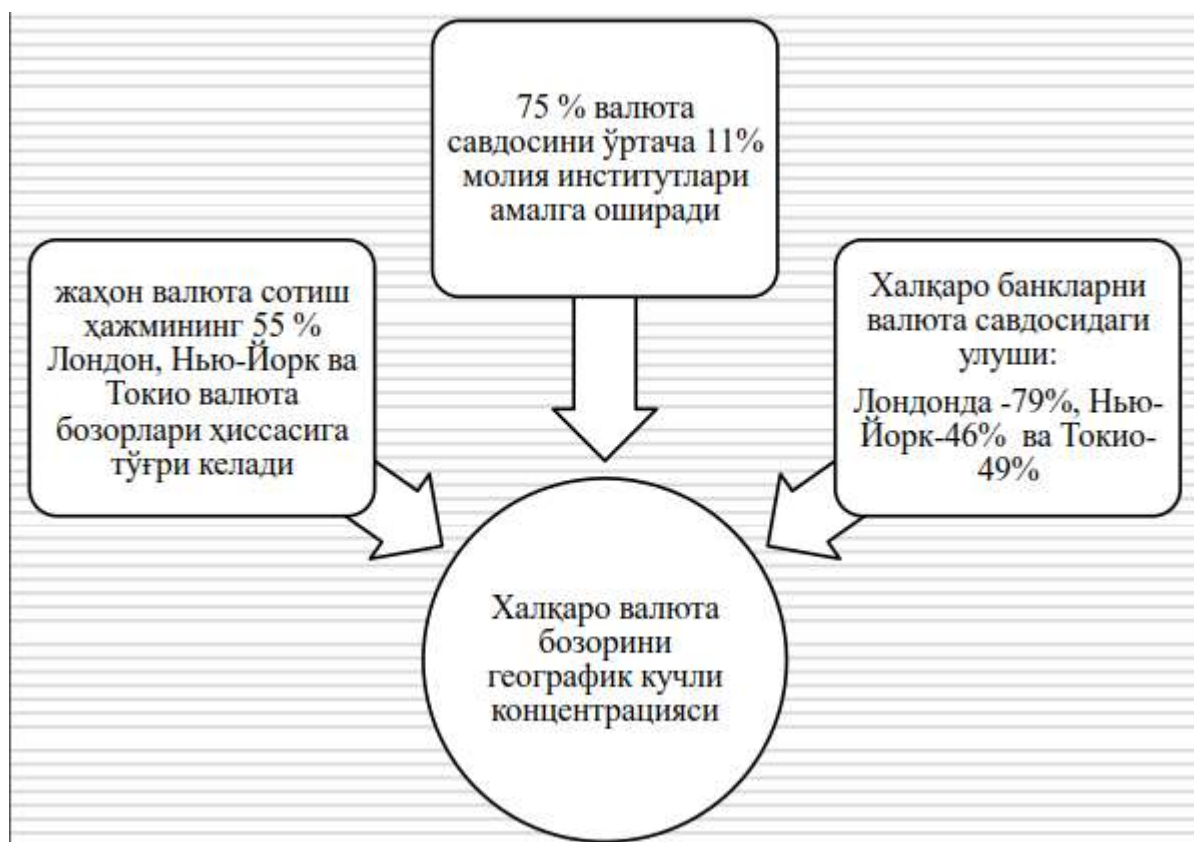 75 % валюта
савдосини ўртача 11%
молия институтлари
амалга оширади
жаҳон валюта сотиш
ҳажмининг 55 %
Лондон, Нью-Йорк ва
Токио валюта
бозорлари ҳиссасига
тўғри келади
Халқаро банкларни
валюта савдосидаги
улуши:
Лондонда -79%, Нью-
Йорк-46% ва Токио-
49%
Халқаро валюта
бозорини
географик кучли
концентрацияси